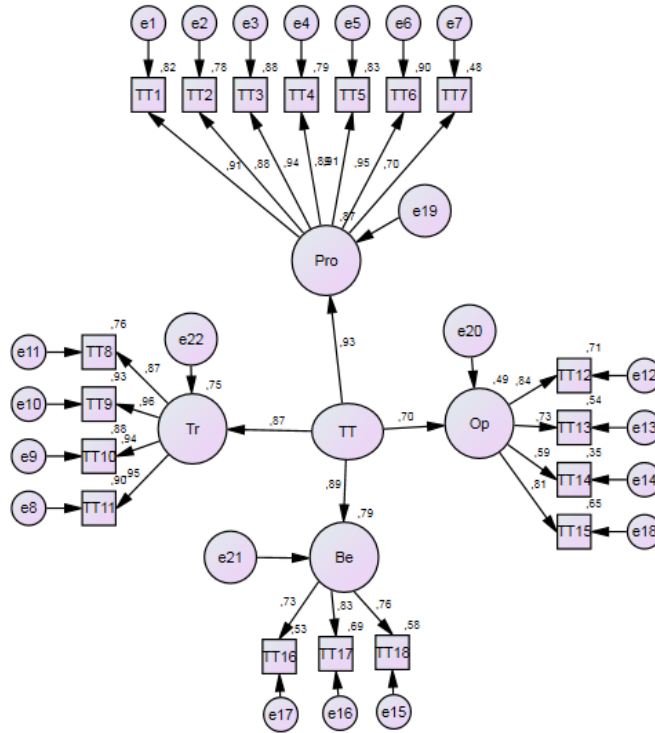 e1 e2 e3 e4 e5 e6 e7
,82 ,78 ,88 ,79 ,83 ,90 ,48
TT1 TT2 TT3 TT4 TT5 TT6 TT7
,91 ,88 ,94 ,89 ,91 ,95 ,70
,87
e19
Pro
,93
e22
,75
Tr
,87
,76
e11 TT8 ,87
,93
e10 TT9 ,96
,88
e9 TT10 ,94
,90
e8 TT11 ,95
TT
,70
e20
,49
Op
,84 ,71
TT12 e12
,73 ,54
TT13 e13
,59 ,35
TT14 e14
,81 ,65
TT15 e18
,89
,79
e21
Be
,73 ,83 ,76
,53 ,69 ,58
TT16 TT17 TT18
e17 e16 e15